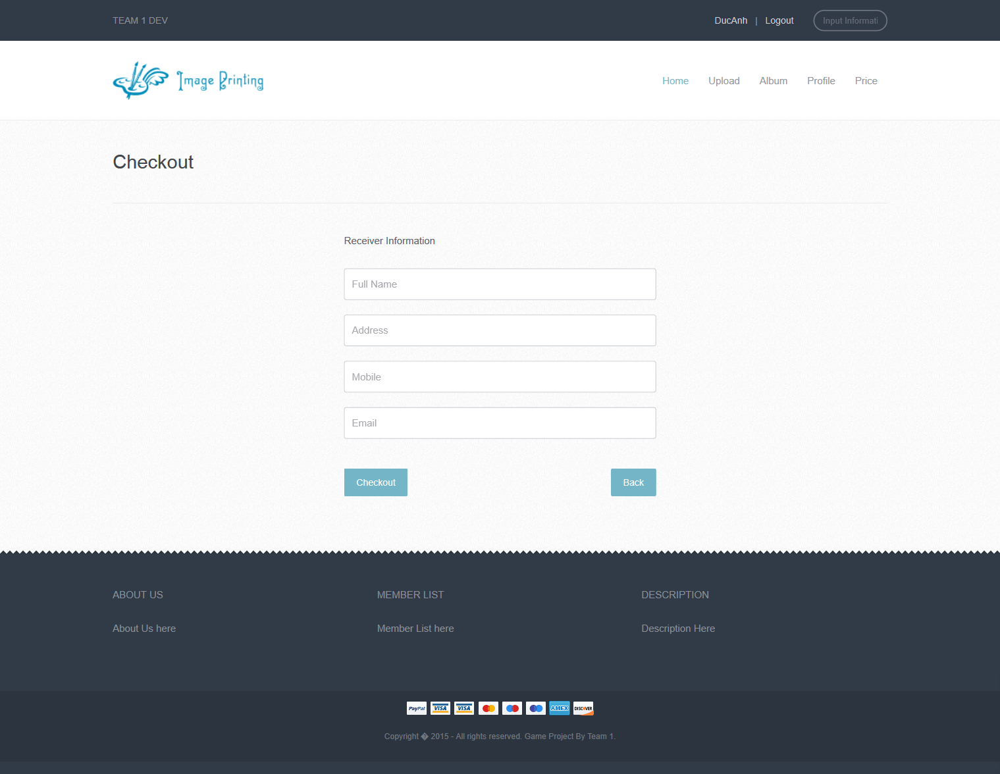 TEAM 1 DEV
DucAnh | Logout
Input Informati
Image Printing
Home Upload Album Profile Price
Checkout
Receiver Information
Full Name
Address
Mobile
Email
Checkout Back
ABOUT US MEMBER LIST DESCRIPTION
About Us here Member List here Description Here
PayPal VISA VISA AMEX DISCOVER
Copyright � 2015 - All rights reserved. Game Project By Team 1.